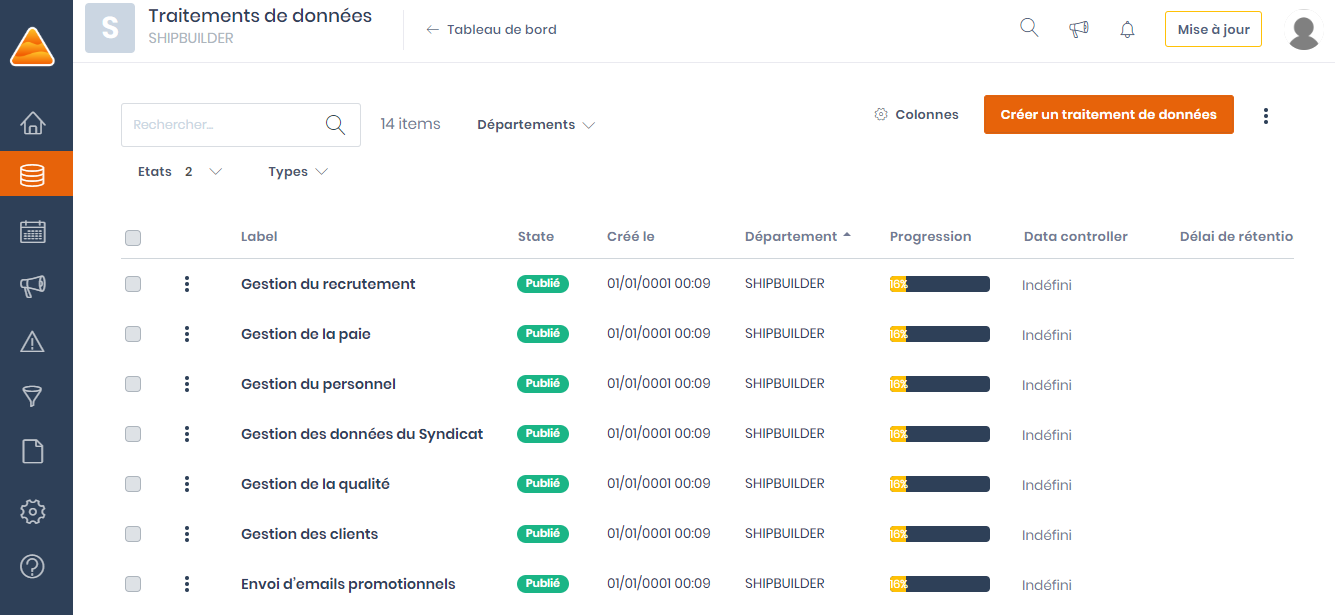 S
Traitements de données
SHIPBUILDER
← Tableau de bord
Mise à jour
Rechercher...
14 items
Départements
Colonnes
Créer un traitement de données
Etats 2
Types
Label State Créé le Département Progression Data controller Délai de rétentio
Gestion du recrutement Publié 01/01/0001 00:09 SHIPBUILDER 16% Indéfini
Gestion de la paie Publié 01/01/0001 00:09 SHIPBUILDER 16% Indéfini
Gestion du personnel Publié 01/01/0001 00:09 SHIPBUILDER 16% Indéfini
Gestion des données du Syndicat Publié 01/01/0001 00:09 SHIPBUILDER 16% Indéfini
Gestion de la qualité Publié 01/01/0001 00:09 SHIPBUILDER 16% Indéfini
Gestion des clients Publié 01/01/0001 00:09 SHIPBUILDER 16% Indéfini
Envoi d'emails promotionnels Publié 01/01/0001 00:09 SHIPBUILDER 16% Indéfini